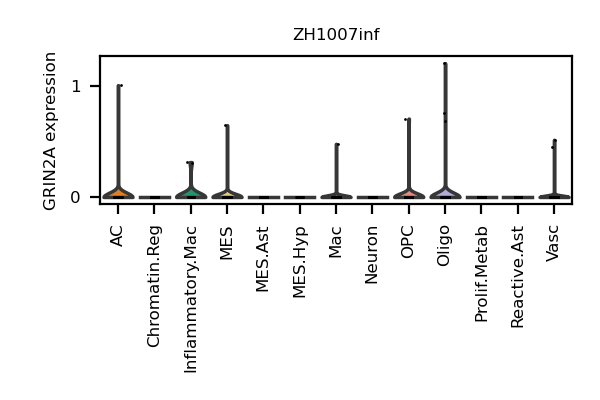 ZH1007inf
GRIN2A expression
1
0
AC
Chromatin.Reg
Inflammatory.Mac
MES
MES.Ast
MES.Hyp
Mac
Neuron
OPC
Oligo
Prolif.Metab
Reactive.Ast
Vasc